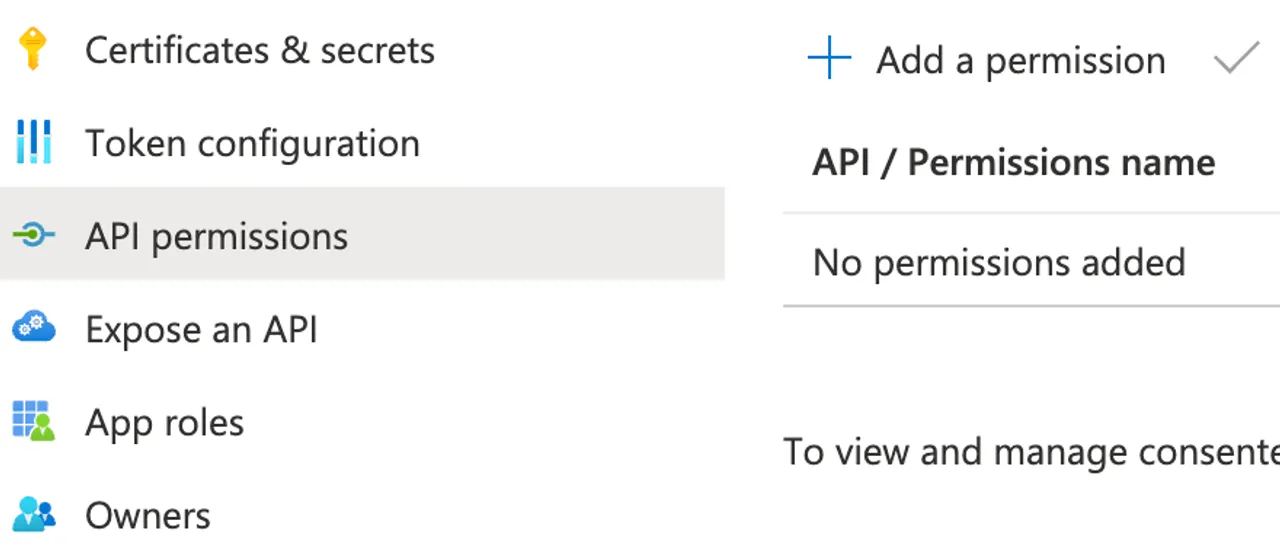 Certificates & secrets
Token configuration
API permissions
Expose an API
App roles
Owners
Add a permission
API / Permissions name
No permissions added
To view and manage